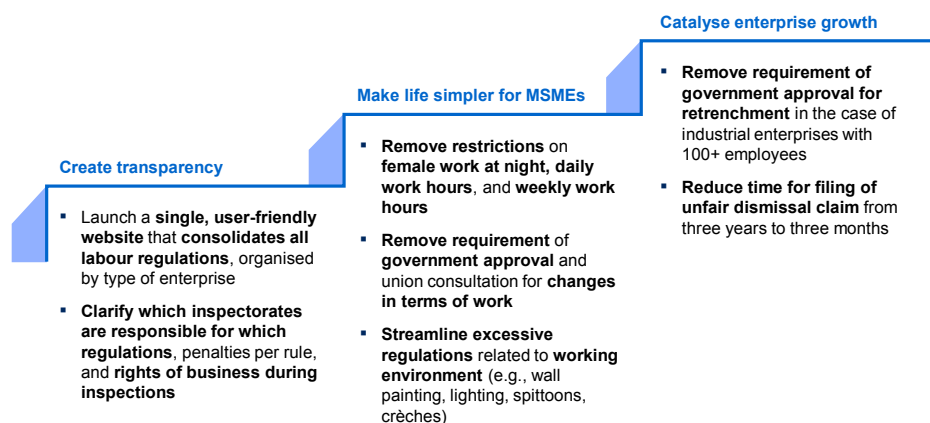 Create transparency
▪ Launch a single, user-friendly
website that consolidates all
labour regulations, organised
by type of enterprise
▪ Clarify which inspectorates
are responsible for which
regulations, penalties per rule,
and rights of business during
inspections
Make life simpler for MSMEs
▪ Remove restrictions on
female work at night, daily
work hours, and weekly work
hours
▪ Remove requirement of
government approval and
union consultation for changes
in terms of work
▪ Streamline excessive
regulations related to working
environment (e.g., wall
painting, lighting, spittoons,
crèches)
Catalyse enterprise growth
▪ Remove requirement of
government approval for
retrenchment in the case of
industrial enterprises with
100+ employees
▪ Reduce time for filing of
unfair dismissal claim from
three years to three months